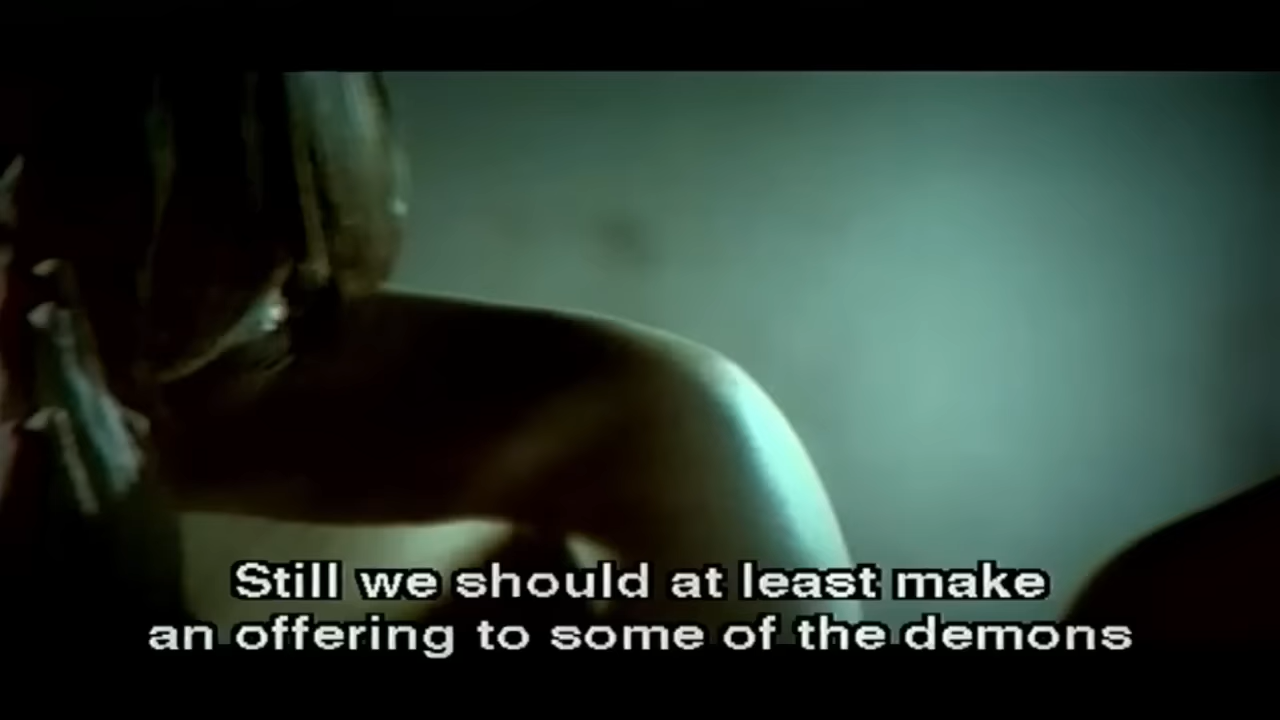 Still we should at least make
an offering to some of the demons